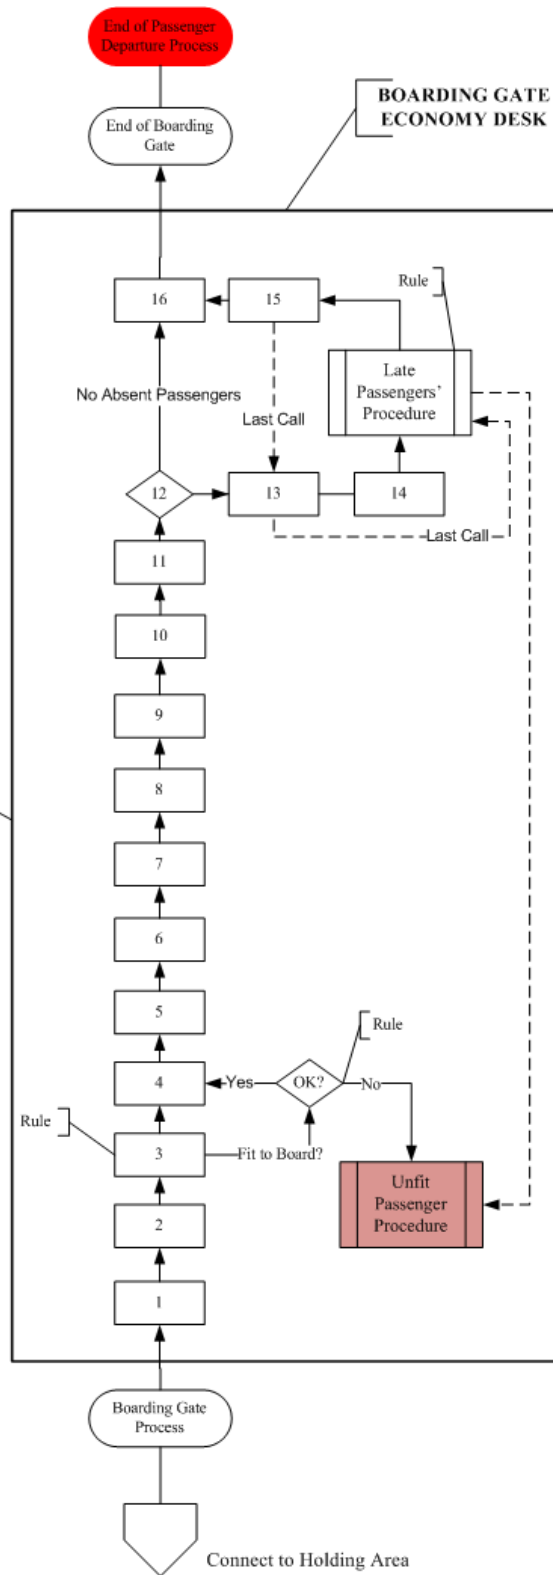 End of Passenger
Departure Process
BOARDING GATE
ECONOMY DESK
End of Boarding
Gate
Rule
16
15
Late
Passengers'
Procedure
No Absent Passengers
Last Call
12
13
14
Last Call
11
10
9
8
7
6
5
Rule
4
Yes
OK?
No
Rule
3
Fit to Board?
Unfit
Passenger
Procedure
2
1
Boarding Gate
Process
Connect to Holding Area